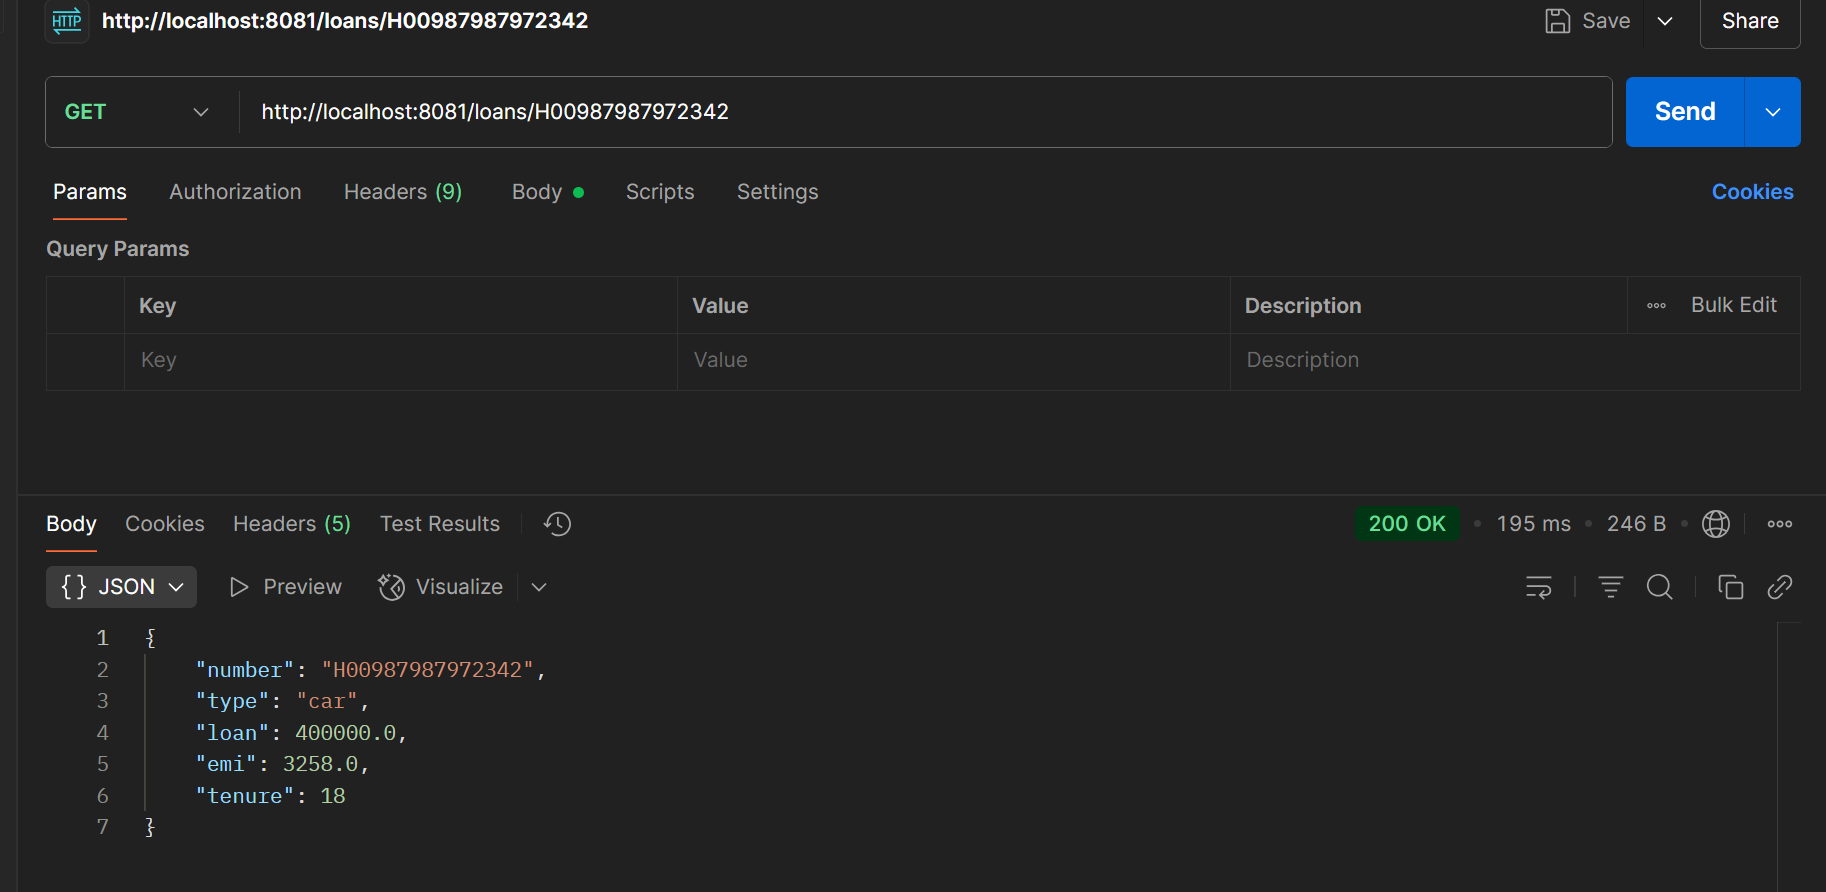 HTTP http://localhost:8081/loans/H00987987972342 Save Share
GET http://localhost:8081/loans/H00987987972342 Send
Params Authorization Headers (9) Body Scripts Settings Cookies
Query Params
Key Value Description Bulk Edit
Key Value Description
Body Cookies Headers (5) Test Results 200 OK • 195 ms • 246 B •
{} JSON Preview Visualize
1 {
2 "number": "H00987987972342",
3 "type": "car",
4 "loan": 400000.0,
5 "emi": 3258.0,
6 "tenure": 18
7 }